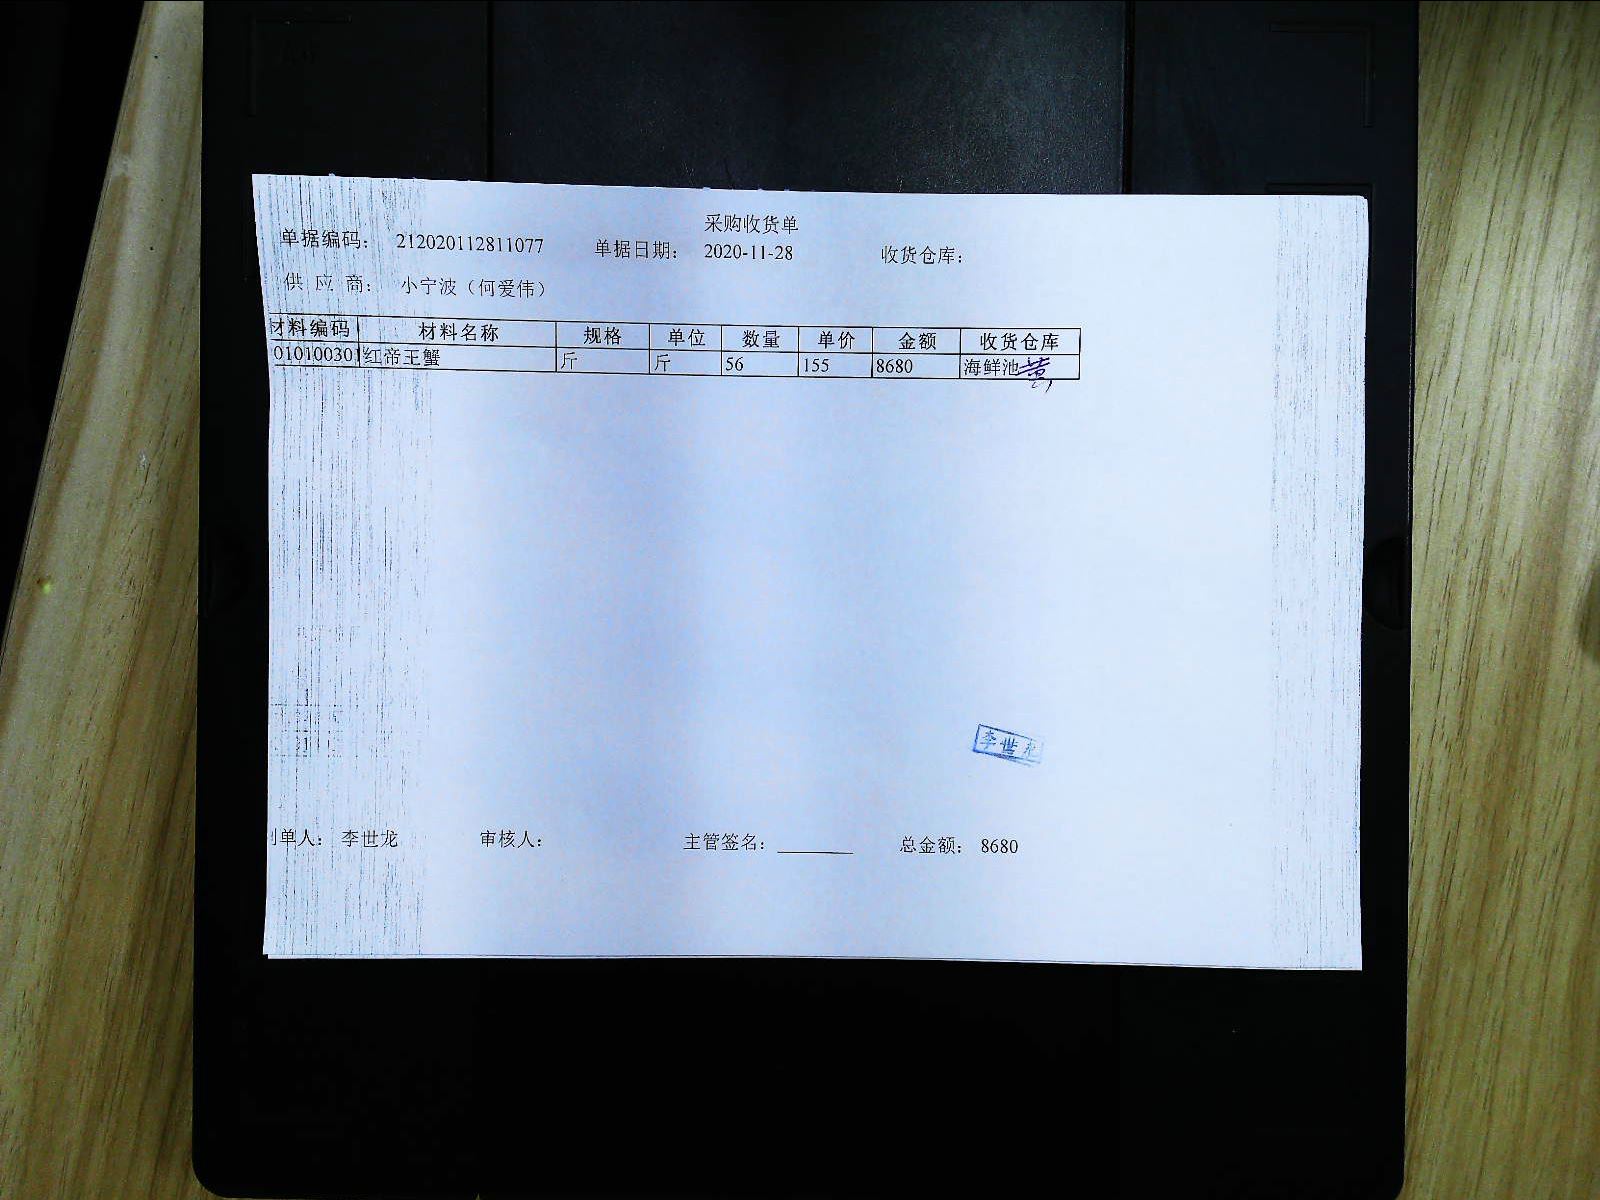 采购收货单
单据编码： 212020112811077 单据日期： 2020-11-28 收货仓库：
供 应 商： 小宁波（何爱伟）
材料编码 材料名称 规格 单位 数量 单价 金额 收货仓库
010100301 红帝王蟹 斤 斤 56 155 8680 海鲜池 黄
李世龙
制单人： 李世龙 审核人： 主管签名： 总金额： 8680